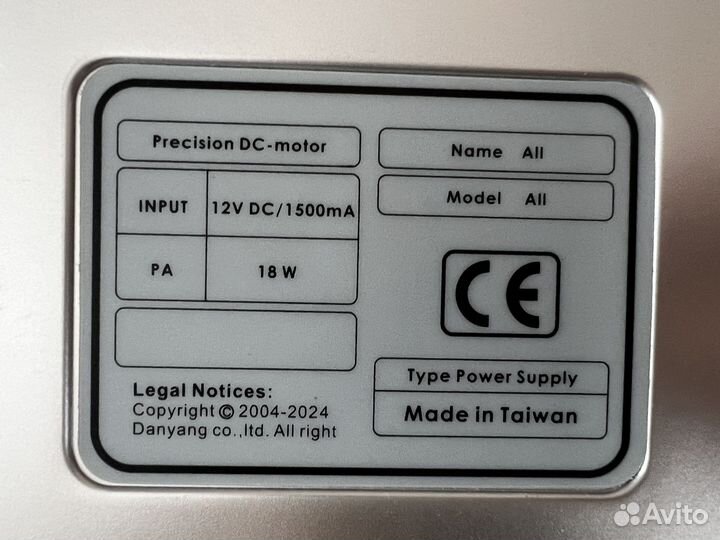 Precision DC-motor
INPUT 12V DC/1500mA
PA 18 W
Legal Notices:
Copyright © 2004-2024
Danyang co.,ltd. All right
Name All
Model All
CE
Type Power Supply
Made in Taiwan
Avito